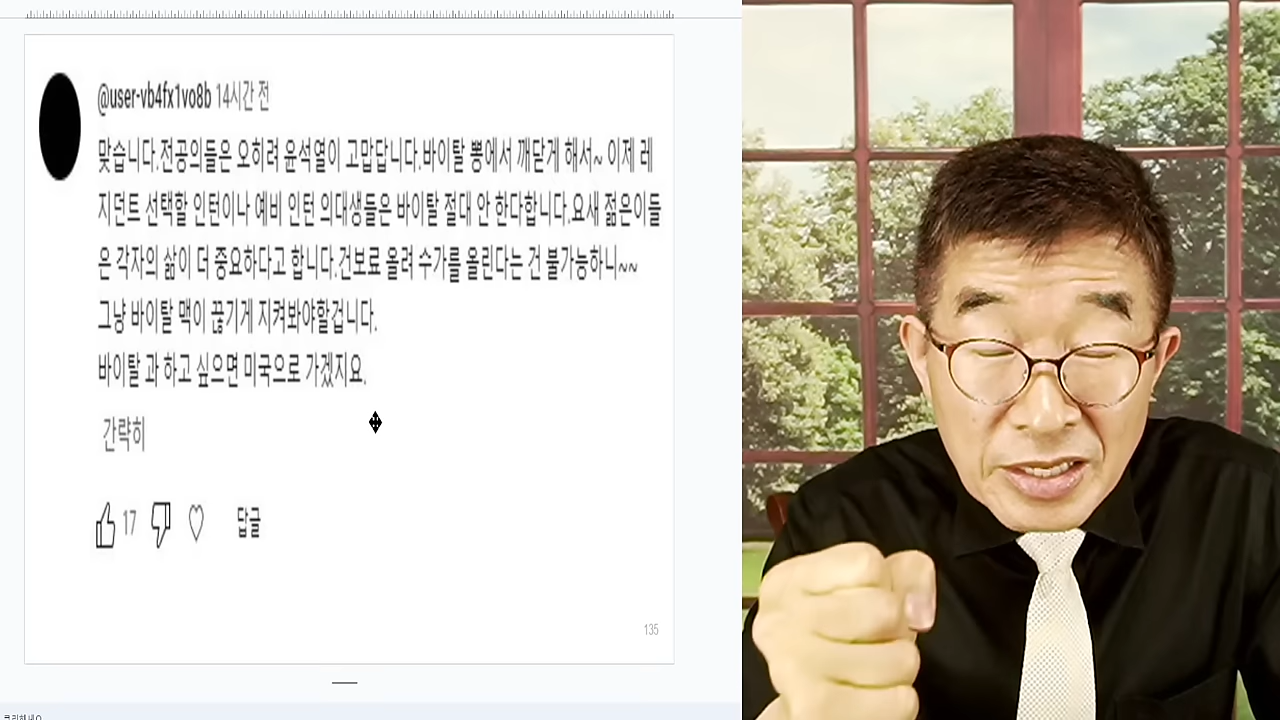 @user-vb4fx1vo8b 14시간 전
맞습니다.전공의들은 오히려 윤석열이 고맙답니다.바이탈 뽕에서 깨닫게 해서~ 이제 레
지던트 선택할 인턴이나 예비 인턴 의대생들은 바이탈 절대 안 한다합니다.요새 젊은이들
은 각자의 삶이 더 중요하다고 합니다.건보료 올려 수가를 올린다는 건 불가능하니~~
그냥 바이탈 맥이 끊기게 지켜봐야할겁니다.
바이탈 과 하고 싶으면 미국으로 가겠지요.
간략히
17 답글
135